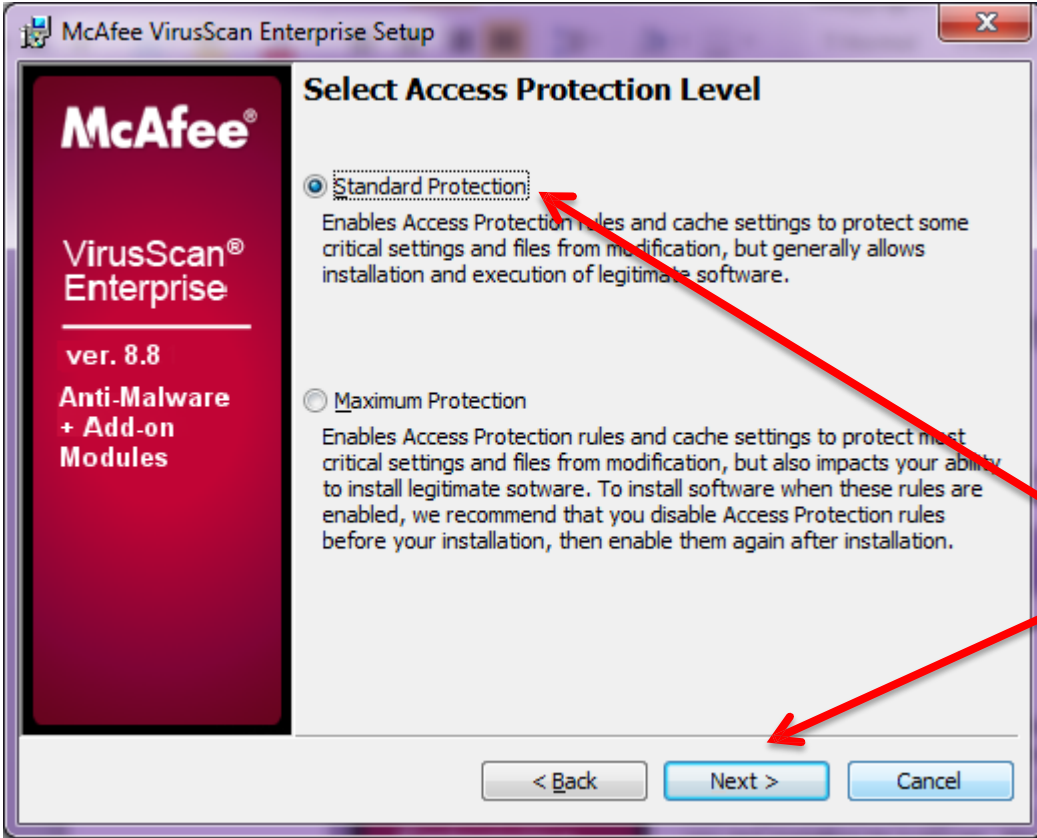 McAfee VirusScan Enterprise Setup
X
McAfee®
VirusScan®
Enterprise
ver. 8.8
Anti-Malware
+ Add-on
Modules
Select Access Protection Level
Standard Protection
Enables Access Protection rules and cache settings to protect some
critical settings and files from modification, but generally allows
installation and execution of legitimate software.
Maximum Protection
Enables Access Protection rules and cache settings to protect most
critical settings and files from modification, but also impacts your ability
to install legitimate sotware. To install software when these rules are
enabled, we recommend that you disable Access Protection rules
before your installation, then enable them again after installation.
< Back
Next >
Cancel